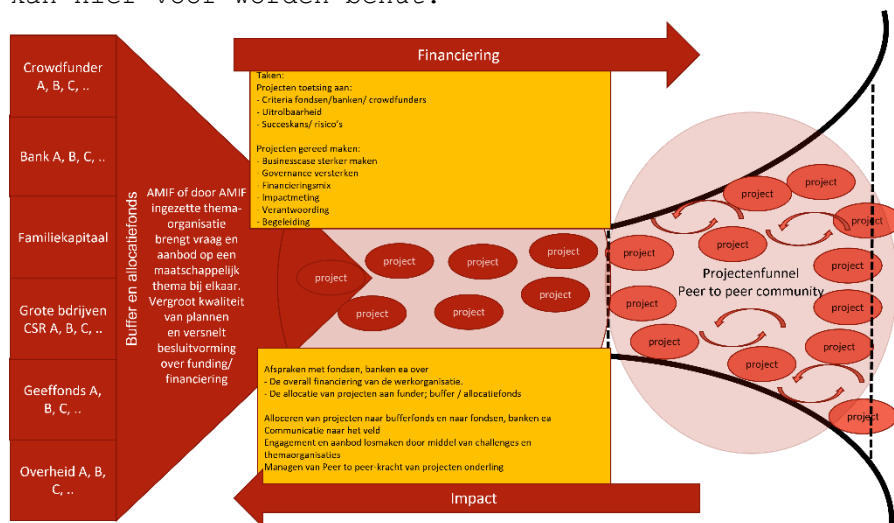 kan hier voor worden benut.
Financiering
Crowdfunder
A, B, C, ..
Bank A, B, C, ..
Familiekapitaal
Grote bdrijven
CSR A, B, C, ..
Geeffonds A,
B, C, ..
Overheid A, B,
C, ..
Buffer en allocatiefonds
AMIF of door AMIF
ingezette thema-
organisatie
brengt vraag en
aanbod op een
maatschappelijk
thema bij elkaar.
Vergroot kwaliteit
van plannen
en versnelt
besluitvorming
over funding/
financiering
Taken:
Projecten toetsing aan:
- Criteria fondsen/banken/ crowdfunders
- Uitrolbaarheid
- Succeskans/ risico's
Projecten gereed maken:
- Businesscase sterker maken
- Governance versterken
- Financieringsmix
- Impactmeting
- Verantwoording
- Begeleiding
project
project
project
project
project
project
project
Afspraken met fondsen, banken ea over
- De overall financiering van de werkorganisatie.
- De allocatie van projecten aan funder; buffer / allocatiefonds
Alloceren van projecten naar bufferfonds en naar fondsen, banken ea
Communicatie naar het veld
Engagement en aanbod losmaken door middel van challenges en
themaorganisaties
Managen van Peer to peer-kracht van projecten onderling
project
project
project
project
project
project
Projectenfunnel
Peer to peer community
project
project
project
project
project
project
project
Impact